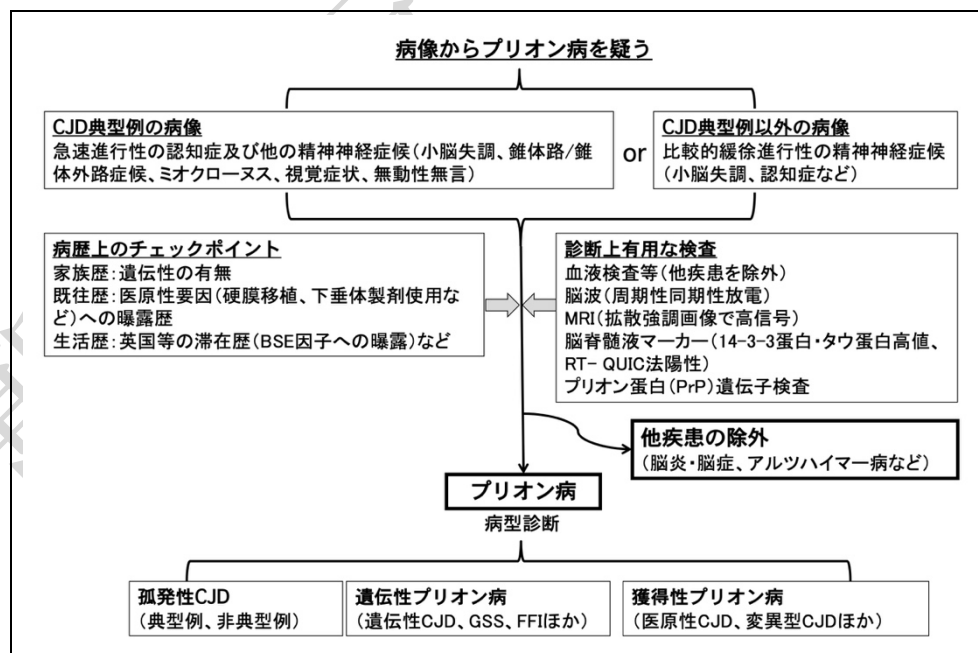 病像からプリオン病を疑う
CJD典型例の病像
急速進行性の認知症及び他の精神神経症候(小脳失調、錐体路/錐
体外路症候、ミオクローヌス、視覚症状、無動性無言)
or
CJD典型例以外の病像
比較的緩徐進行性の精神神経症候
(小脳失調、認知症など)
病歴上のチェックポイント
家族歴:遺伝性の有無
既往歴:医原性要因(硬膜移植、下垂体製剤使用な
ど)への曝露歴
生活歴:英国等の滞在歴(BSE因子への曝露)など
診断上有用な検査
血液検査等(他疾患を除外)
脳波(周期性同期性放電)
MRI(拡散強調画像で高信号)
脳脊髄液マーカー(14-3-3蛋白・タウ蛋白高値、
RT- QUIC法陽性)
プリオン蛋白(PrP)遺伝子検査
他疾患の除外
(脳炎・脳症、アルツハイマー病など)
プリオン病
病型診断
孤発性CJD
(典型例、非典型例)
遺伝性プリオン病
(遺伝性CJD、GSS、FFIほか)
獲得性プリオン病
(医原性CJD、変異型CJDほか)